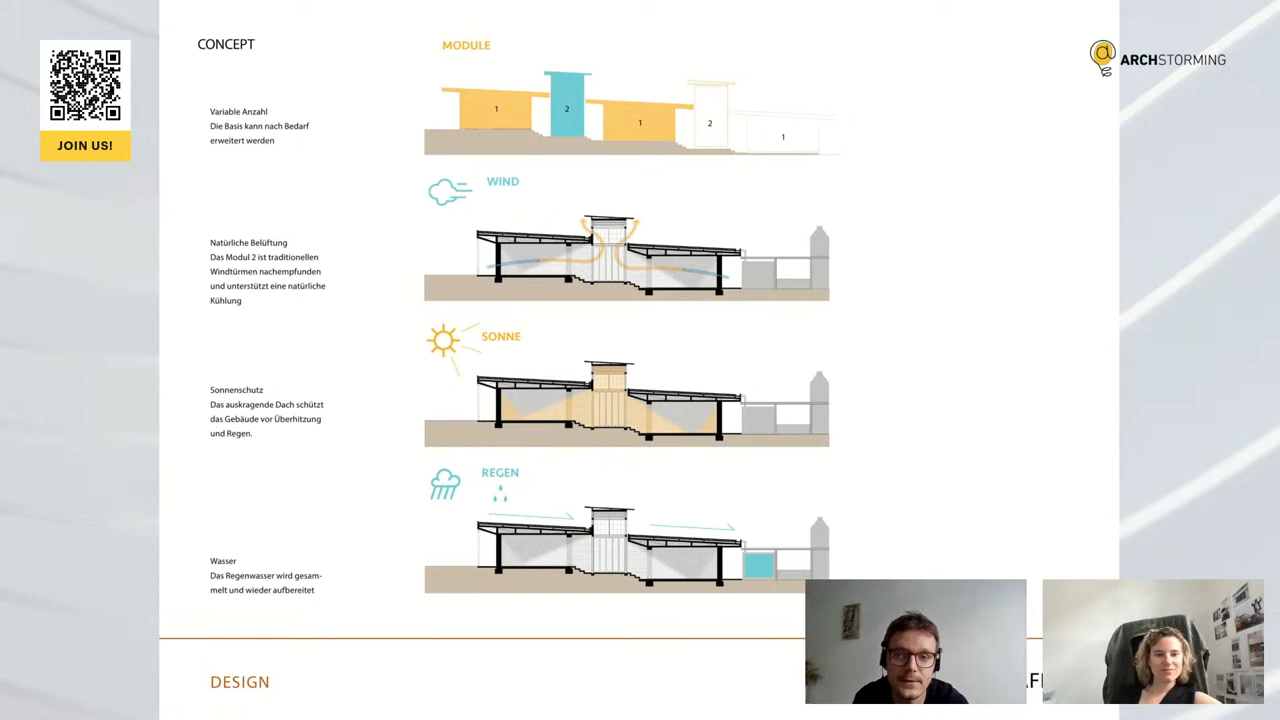 CONCEPT
MODULE
ARCHSTORMING
JOIN US!
Variable Anzahl
Die Basis kann nach Bedarf
erweitert werden
1
2
1
2
1
WIND
Natürliche Belüftung
Das Modul 2 ist traditionellen
Windtürmen nachempfunden
und unterstützt eine natürliche
Kühlung
SONNE
Sonnenschutz
Das auskragende Dach schützt
das Gebäude vor Überhitzung
und Regen.
REGEN
Wasser
Das Regenwasser wird gesam-
melt und wieder aufbereitet
DESIGN